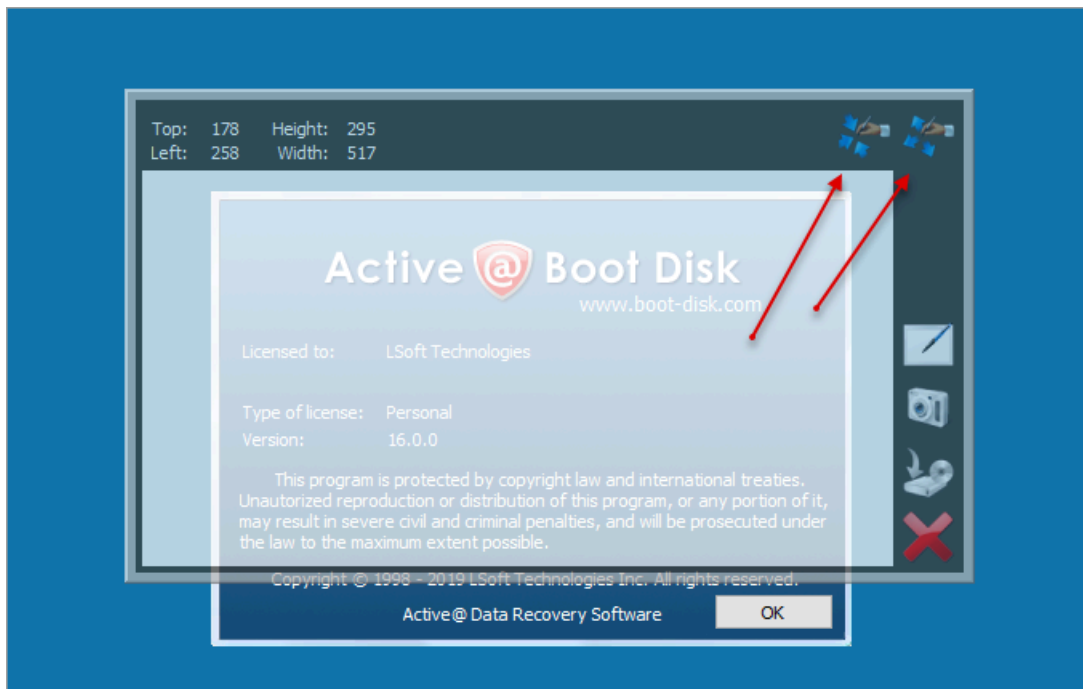 Top: 178 Height: 295
Left: 258 Width: 517
Active @ Boot Disk
www.boot-disk.com
Licensed to: LSoft Technologies
Type of license: Personal
Version: 16.0.0
This program is protected by copyright law and international treaties.
Unautorized reproduction or distribution of this program, or any portion of it,
may result in severe civil and criminal penalties, and will be prosecuted under
the law to the maximum extent possible.
Copyright © 1998 - 2019 LSoft Technologies Inc. All rights reserved.
Active@ Data Recovery Software OK